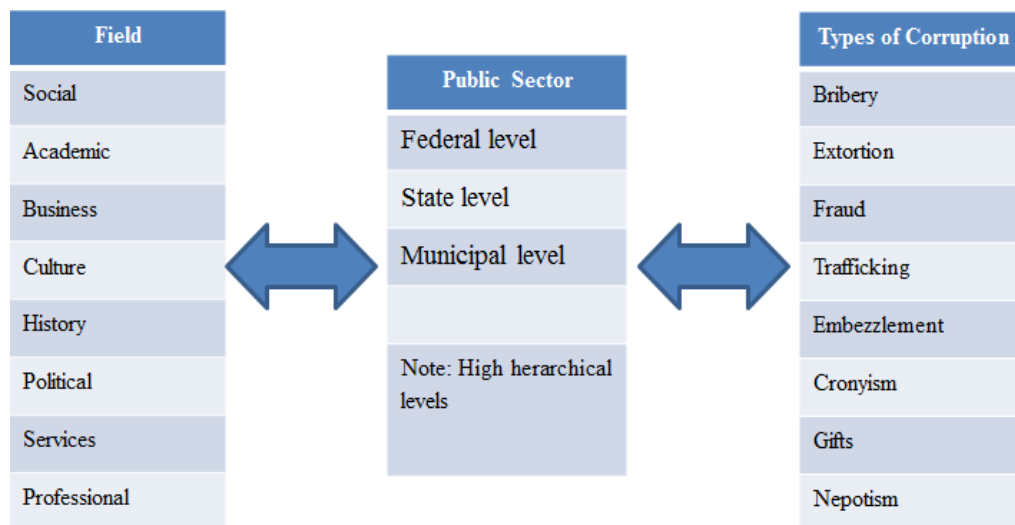 Field
Social
Academic
Business
Culture
History
Political
Services
Professional
Public Sector
Federal level
State level
Municipal level
Note: High herarchical
levels
Types of Corruption
Bribery
Extortion
Fraud
Trafficking
Embezzlement
Cronyism
Gifts
Nepotism